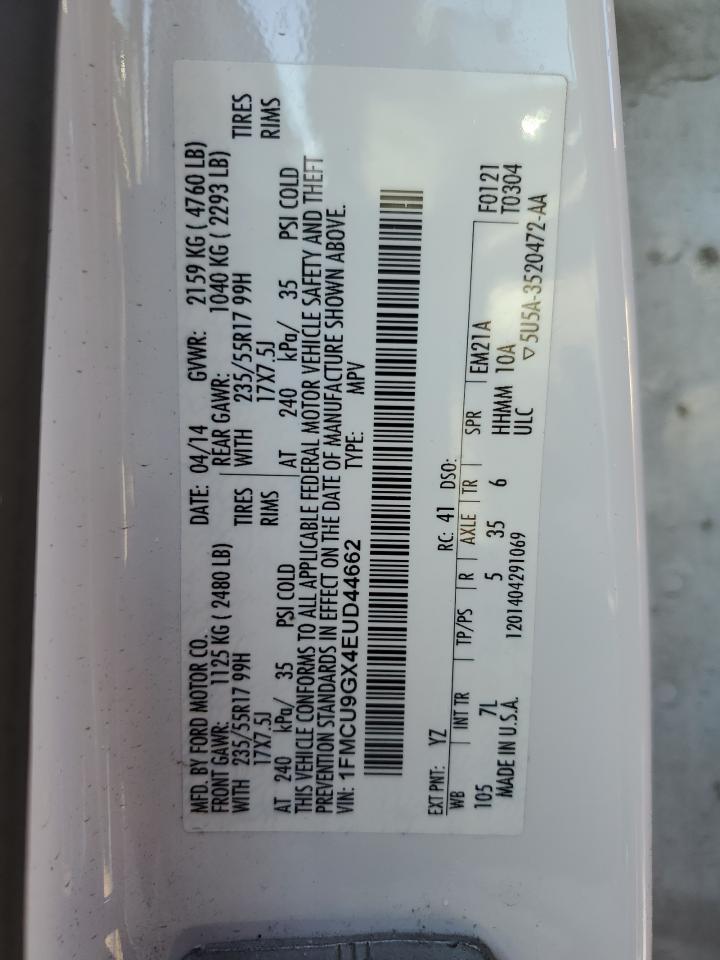 MFD. BY FORD MOTOR CO. DATE: 04/14 GVWR: 2159 KG ( 4760 LB)
FRONT GAWR: 1125 KG ( 2480 LB) REAR GAWR: 1040 KG ( 2293 LB)
WITH 235/55R17 99H TIRES WITH 235/55R17 99H TIRES
17X7.5J RIMS 17X7.5J RIMS
AT 240 kPa/ 35 PSI COLD AT 240 kPa/ 35 PSI COLD
THIS VEHICLE CONFORMS TO ALL APPLICABLE FEDERAL MOTOR VEHICLE SAFETY AND THEFT
PREVENTION STANDARDS IN EFFECT ON THE DATE OF MANUFACTURE SHOWN ABOVE.
VIN: 1FMCU9GX4EUD44662 TYPE: MPV
EXT PNT: YZ RC: 41 DSO:
WB INT TR TP/PS R AXLE TR SPR EM21A F0121
105 7L 5 35 6 HHMM 10A T0304
MADE IN U.S.A. 1201404291069 ULC ▽5U5A-3520472-AA